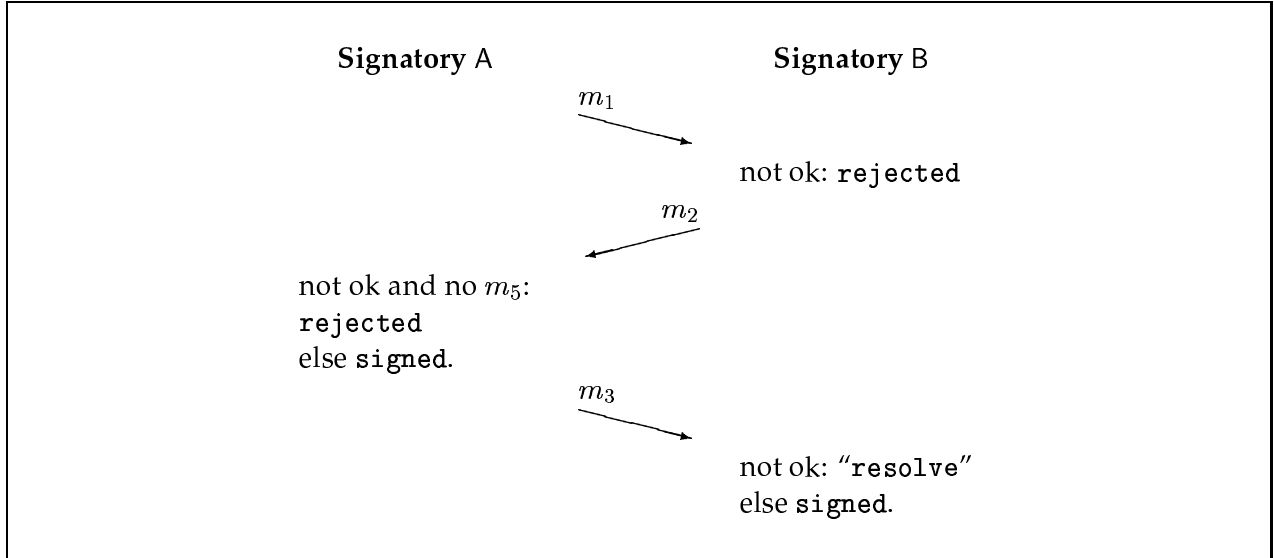 Signatory A
Signatory B
m1
not ok: rejected
m2
not ok and no m5:
rejected
else signed.
m3
not ok: “resolve”
else signed.